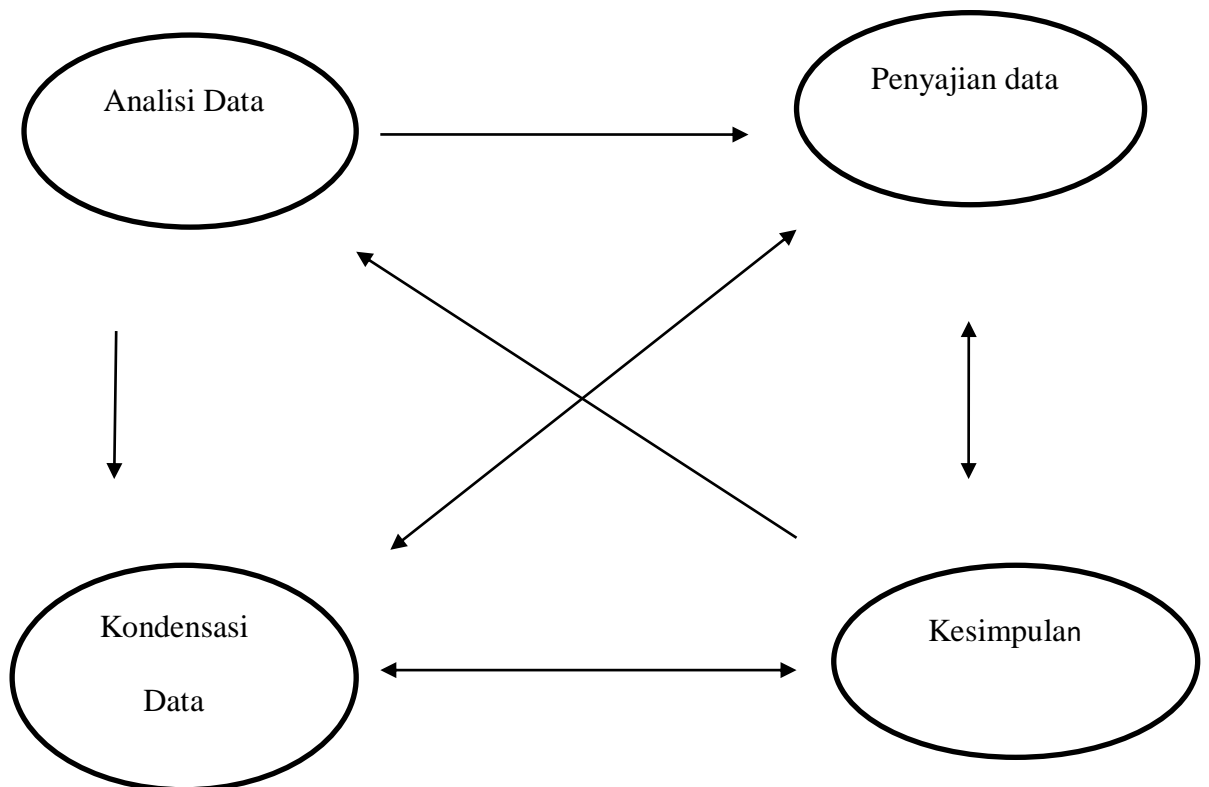 Analisi Data
Penyajian data
Kondensasi
Data
Kesimpulan